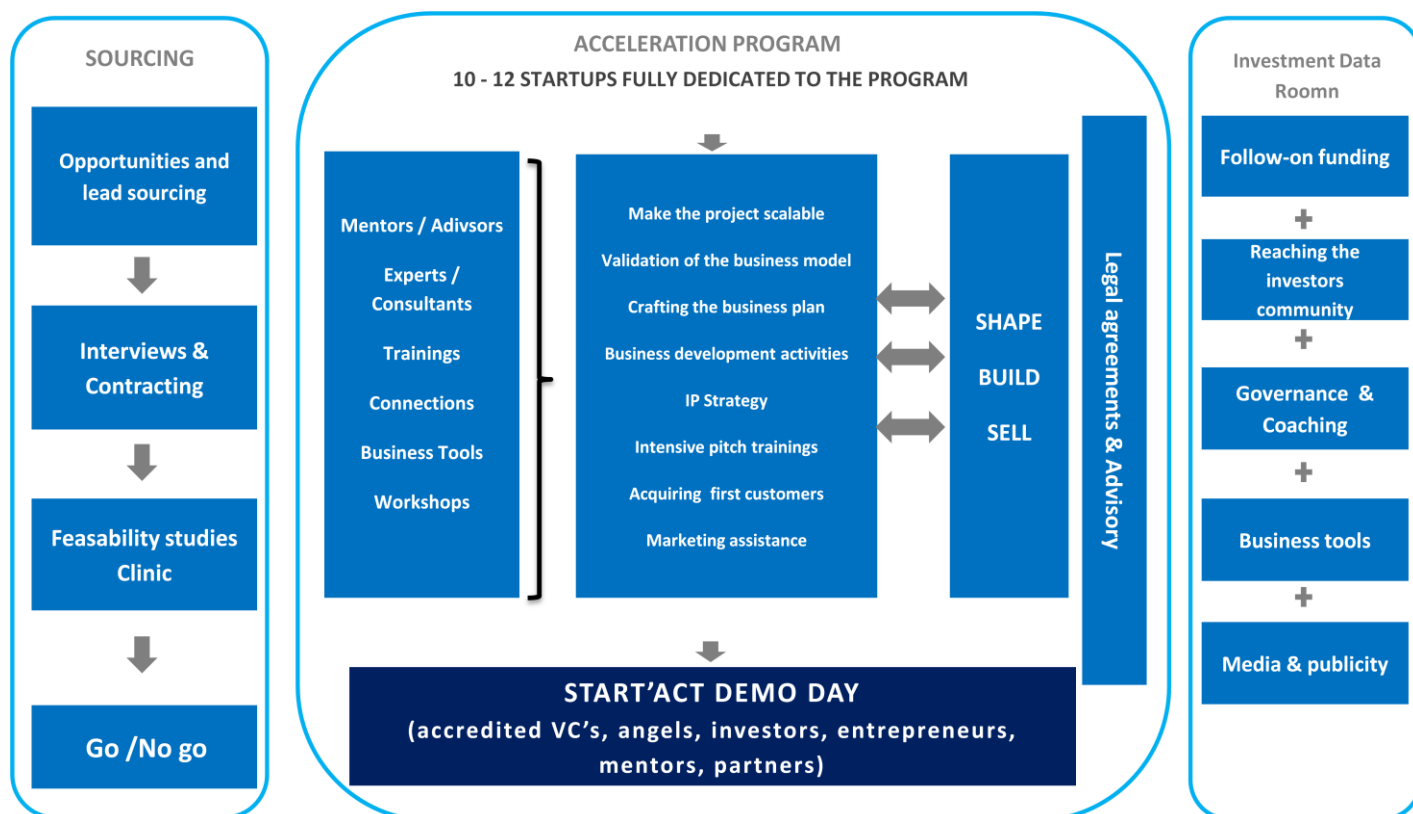 SOURCING
Opportunities and
lead sourcing
Interviews &
Contracting
Feasability studies
Clinic
Go /No go
ACCELERATION PROGRAM
10 - 12 STARTUPS FULLY DEDICATED TO THE PROGRAM
Mentors / Adivsors
Experts /
Consultants
Trainings
Connections
Business Tools
Workshops
Make the project scalable
Validation of the business model
Crafting the business plan
Business development activities
IP Strategy
Intensive pitch trainings
Acquiring first customers
Marketing assistance
SHAPE
BUILD
SELL
Legal agreements & Advisory
START’ACT DEMO DAY
(accredited VC’s, angels, investors, entrepreneurs,
mentors, partners)
Investment Data
Roomn
Follow-on funding
Reaching the
investors
community
Governance &
Coaching
Business tools
Media & publicity